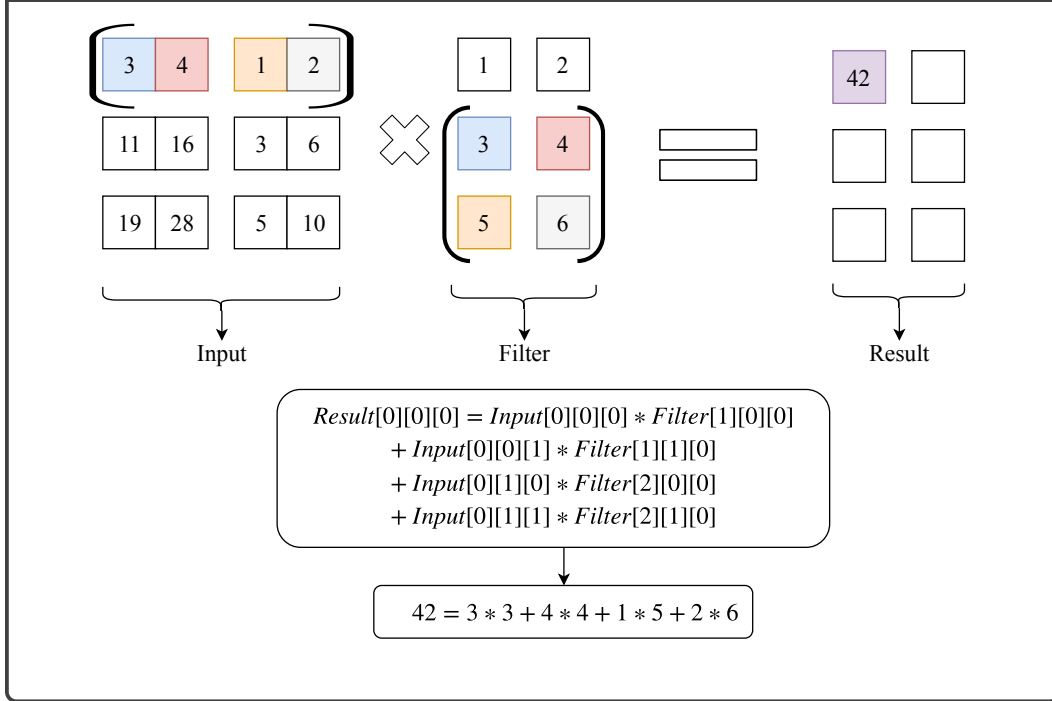 3 4 1 2 1 2 42
11 16 3 6 3 4
19 28 5 10 5 6
Input Filter Result
Result[0][0][0] = Input[0][0][0] ∗ Filter[1][0][0]
+ Input[0][0][1] ∗ Filter[1][1][0]
+ Input[0][1][0] ∗ Filter[2][0][0]
+ Input[0][1][1] ∗ Filter[2][1][0]
42 = 3 ∗ 3 + 4 ∗ 4 + 1 ∗ 5 + 2 ∗ 6